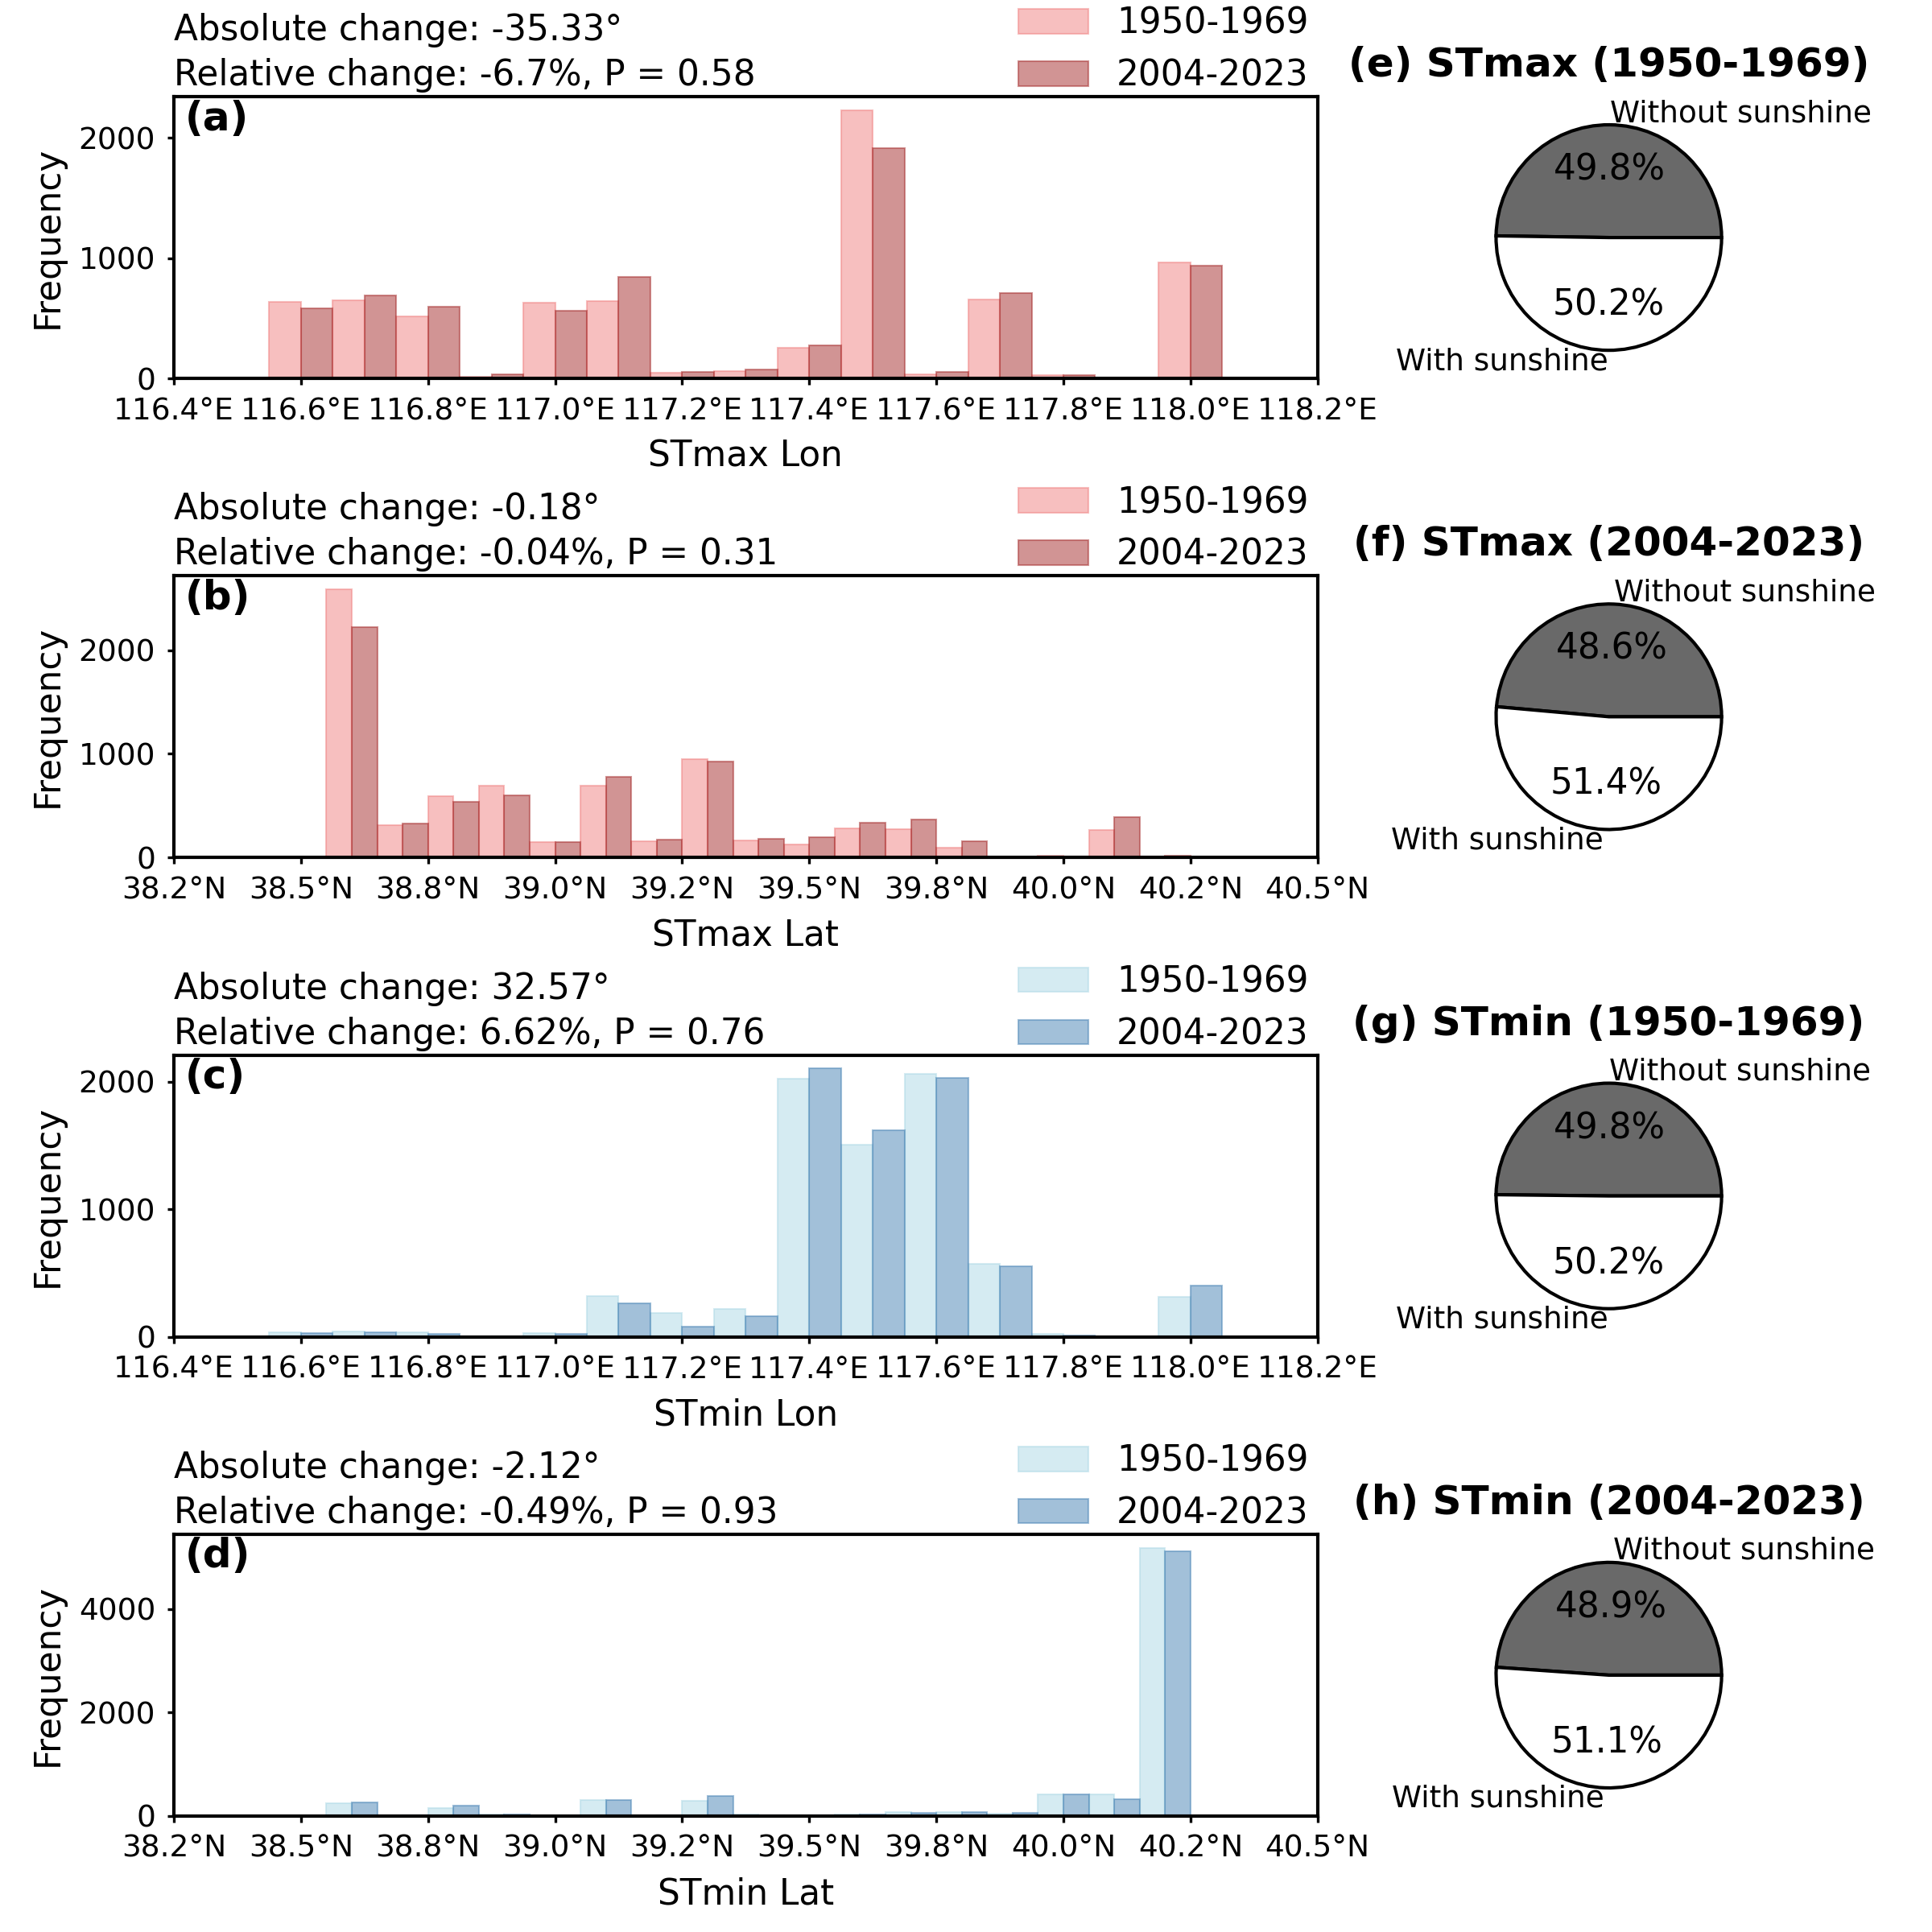 Absolute change: -35.33°
Relative change: -6.7%, P = 0.58
1950-1969
2004-2023
(a)
Frequency
2000
1000
0
116.4°E 116.6°E 116.8°E 117.0°E 117.2°E 117.4°E 117.6°E 117.8°E 118.0°E 118.2°E
STmax Lon
(e) STmax (1950-1969)
Without sunshine
49.8%
50.2%
With sunshine
Absolute change: -0.18°
Relative change: -0.04%, P = 0.31
1950-1969
2004-2023
(b)
Frequency
2000
1000
0
38.2°N 38.5°N 38.8°N 39.0°N 39.2°N 39.5°N 39.8°N 40.0°N 40.2°N 40.5°N
STmax Lat
(f) STmax (2004-2023)
Without sunshine
48.6%
51.4%
With sunshine
Absolute change: 32.57°
Relative change: 6.62%, P = 0.76
1950-1969
2004-2023
(c)
Frequency
2000
1000
0
116.4°E 116.6°E 116.8°E 117.0°E 117.2°E 117.4°E 117.6°E 117.8°E 118.0°E 118.2°E
STmin Lon
(g) STmin (1950-1969)
Without sunshine
49.8%
50.2%
With sunshine
Absolute change: -2.12°
Relative change: -0.49%, P = 0.93
1950-1969
2004-2023
(d)
Frequency
4000
2000
0
38.2°N 38.5°N 38.8°N 39.0°N 39.2°N 39.5°N 39.8°N 40.0°N 40.2°N 40.5°N
STmin Lat
(h) STmin (2004-2023)
Without sunshine
48.9%
51.1%
With sunshine